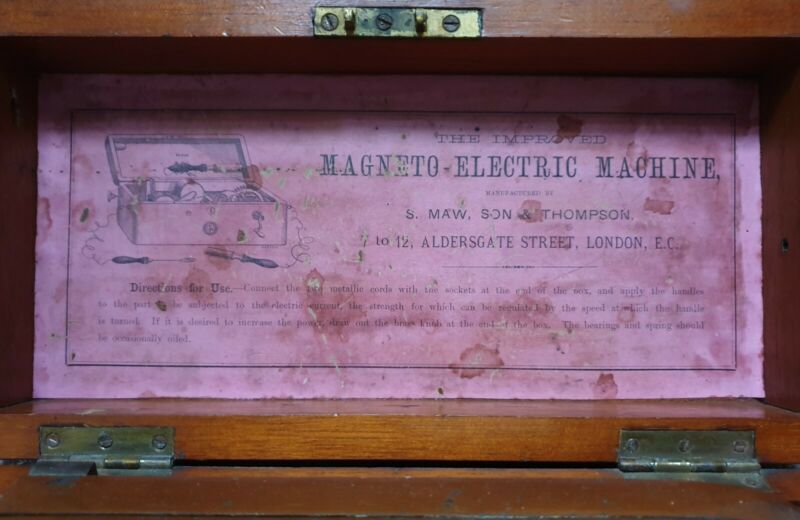 THE IMPROVED
MAGNETO-ELECTRIC MACHINE,
MANUFACTURED BY
S. MAW, SON & THOMPSON,
7 to 12, ALDERSGATE STREET, LONDON, E.C.
Directions for Use.—Connect the two metallic cords with the sockets at the end of the box, and apply the handles
to the part to be subjected to the electric current, the strength for which can be regulated by the speed at which the handle
is turned. If it is desired to increase the power, draw out the brass knob at the end of the box. The bearings and spring should
be occasionally oiled.